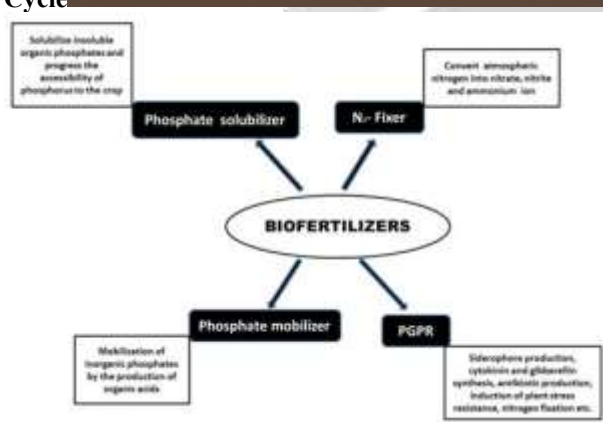 Cycle
Solubilize insoluble
organic phosphates and
progress the
accessibility of
phosphorus to the crop
Convert atmospheric
nitrogen into nitrate, nitrite
and ammonium ion
Phosphate solubilizer
N₂- Fixer
BIOFERTILIZERS
Phosphate mobilizer
PGPR
Mobilization of
inorganic phosphates
by the production of
organic acids
Siderophore production,
cytokinin and gibberellin
synthesis, antibiotic production,
induction of plant stress
resistance, nitrogen fixation etc.